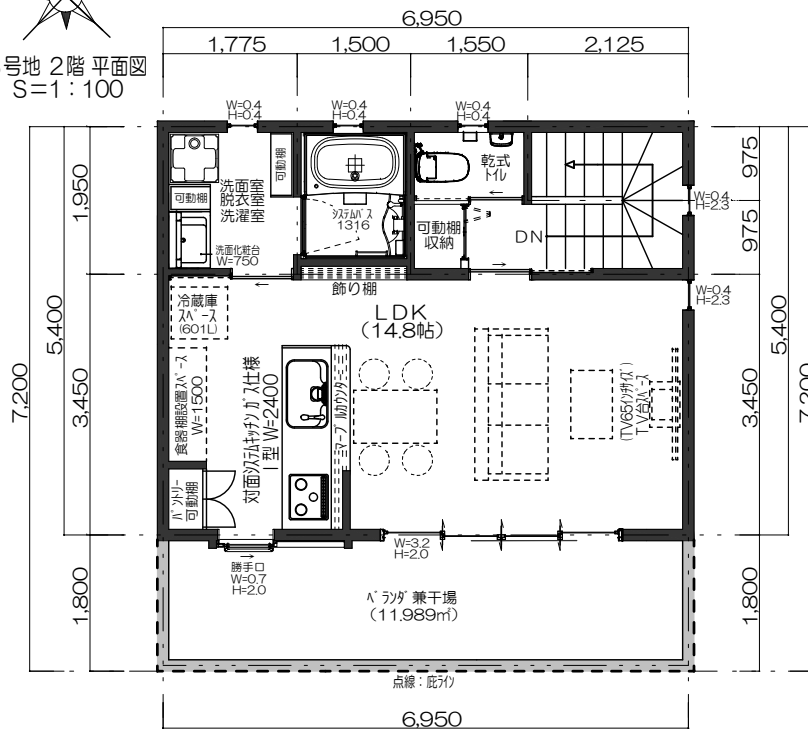 6,950
1,775
1,500
1,550
2,125
号地 2階 平面図
S=1：100
W=0.4
H=0.4
W=0.4
H=0.4
W=0.4
H=0.4
7,200
5,400
1,950
3,450
1,800
可動棚
洗面室
脱衣室
洗濯室
可動棚
洗面化粧台
W=750
システムバス
1316
乾式
トイレ
可動棚
収納
DN
W=0.4
H=2.3
975
975
飾り棚
LDK
(14.8帖)
W=0.4
H=2.3
冷蔵庫
スペース
(601L)
食器棚設置スペース
W=1500
対面システムキッチン ガス仕様
I型 W=2400
マーブルカウンター
(TV65インチサイズ)
TV台スペース
パントリー
可動棚
5,400
3,450
7,200
1,800
勝手口
W=0.7
H=2.0
W=3.2
H=2.0
ベランダ 兼干場
(11.989㎡)
点線：庇ライン
6,950